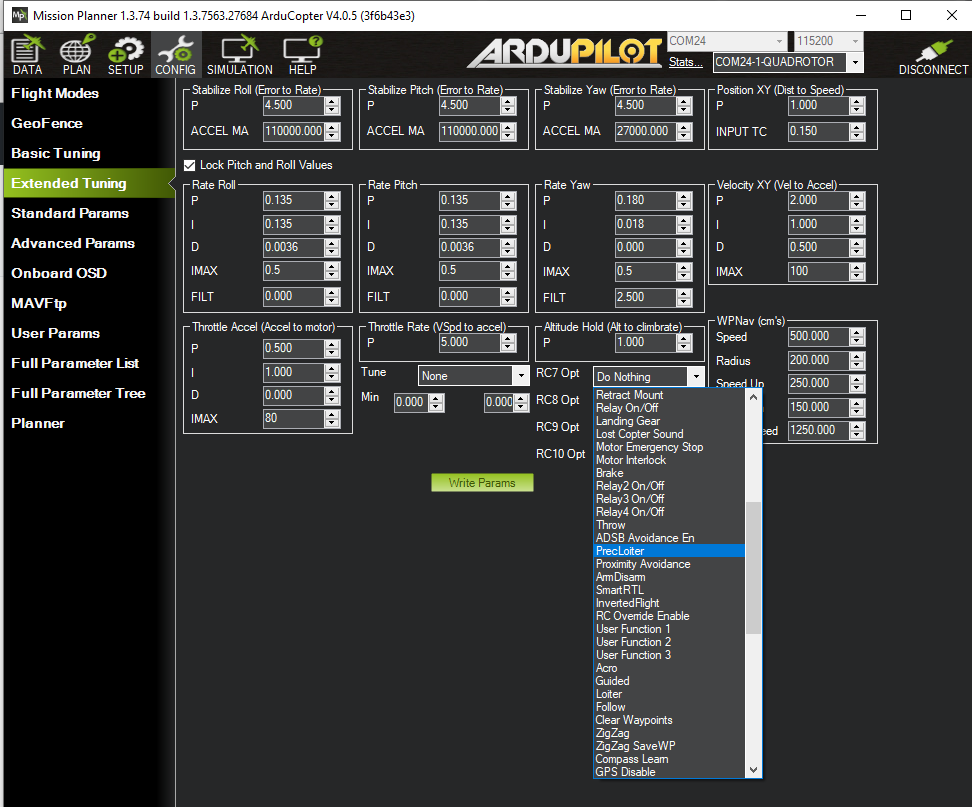 Mp Mission Planner 1.3.74 build 1.3.7563.27684 ArduCopter V4.0.5 (3f6b43e3)
DATA PLAN SETUP CONFIG SIMULATION HELP
ARDUPILOT
COM24 115200
Stats... COM24-1-QUADROTOR
DISCONNECT
Flight Modes
GeoFence
Basic Tuning
Extended Tuning
Standard Params
Advanced Params
Onboard OSD
MAVFtp
User Params
Full Parameter List
Full Parameter Tree
Planner
Stabilize Roll (Error to Rate)
P 4.500
ACCEL MA 110000.000
Stabilize Pitch (Error to Rate)
P 4.500
ACCEL MA 110000.000
Stabilize Yaw (Error to Rate)
P 4.500
ACCEL MA 27000.000
Position XY (Dist to Speed)
P 1.000
INPUT TC 0.150
Lock Pitch and Roll Values
Rate Roll
P 0.135
I 0.135
D 0.0036
IMAX 0.5
FILT 0.000
Rate Pitch
P 0.135
I 0.135
D 0.0036
IMAX 0.5
FILT 0.000
Rate Yaw
P 0.180
I 0.018
D 0.000
IMAX 0.5
FILT 2.500
Velocity XY (Vel to Accel)
P 2.000
I 1.000
D 0.500
IMAX 100
Throttle Accel (Accel to motor)
P 0.500
I 1.000
D 0.000
IMAX 80
Throttle Rate (VSpd to accel)
P 5.000
Tune None
Min 0.000 0.000
Altitude Hold (Alt to climbrate)
P 1.000
RC7 Opt Do Nothing
RC8 Opt
RC9 Opt
RC10 Opt
WPNav (cm's)
Speed 500.000
Radius 200.000
Speed Up 250.000
150.000
eed 1250.000
Write Params
Retract Mount
Relay On/Off
Landing Gear
Lost Copter Sound
Motor Emergency Stop
Motor Interlock
Brake
Relay2 On/Off
Relay3 On/Off
Relay4 On/Off
Throw
ADSB Avoidance En
PrecLoiter
Proximity Avoidance
ArmDisarm
SmartRTL
InvertedFlight
RC Override Enable
User Function 1
User Function 2
User Function 3
Acro
Guided
Loiter
Follow
Clear Waypoints
ZigZag
ZigZag SaveWP
Compass Learn
GPS Disable